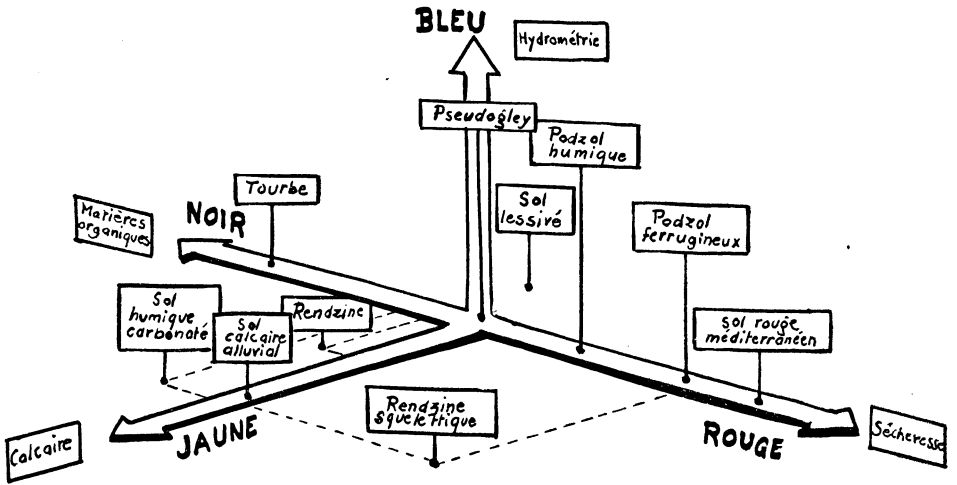 BLEU
Hydrométrie
Pseudogley
Podzol
humique
Tourbe
Sol
lessivé
NOIR
Matières
organiques
Podzol
ferrugineux
Sol
humique
carbonaté
Rendzine
Sol
calcaire
alluvial
Sol rouge
méditerranéen
Rendzine
squelettique
Calcaire
JAUNE
ROUGE
Sécheresse